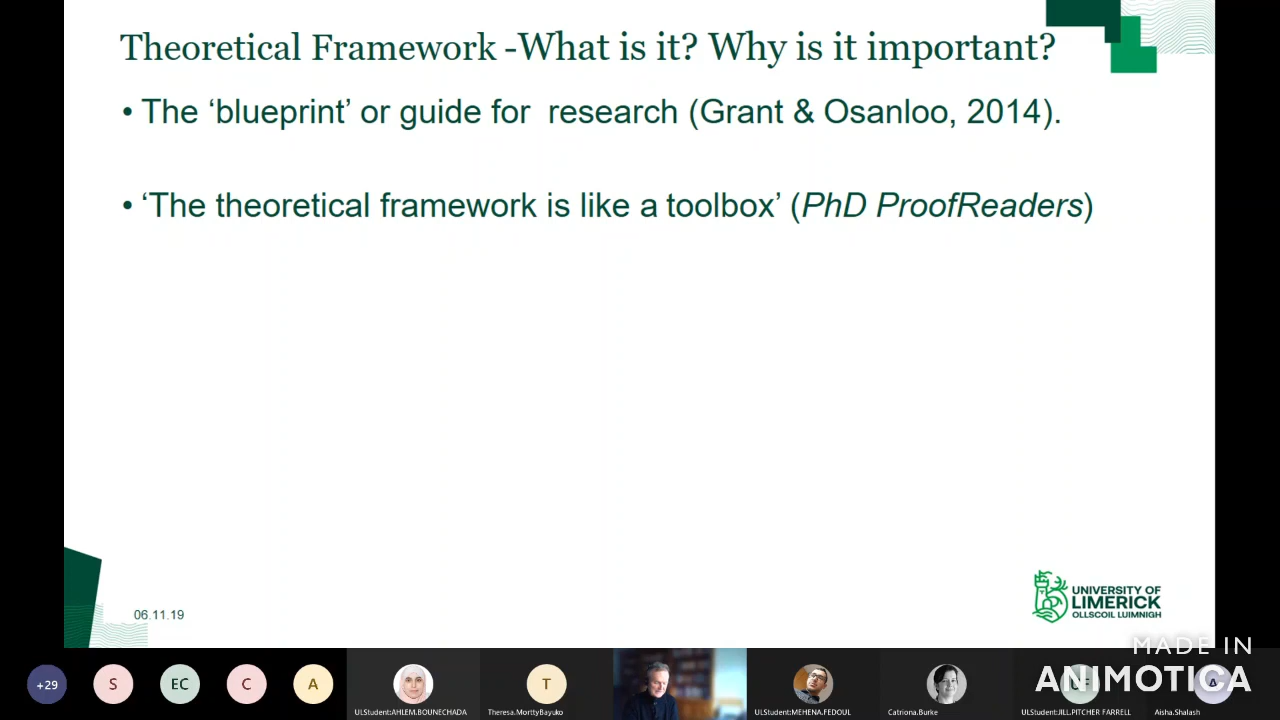 Theoretical Framework -What is it? Why is it important?
• The ‘blueprint’ or guide for research (Grant & Osanloo, 2014).
• ‘The theoretical framework is like a toolbox’ (PhD ProofReaders)
06.11.19
UNIVERSITY OF
LIMERICK
OLLSCOIL LUIMNIGH
MADE IN
ANIMOTICA
+29
S
EC
C
A
T
A
ULStudent:AHLEM.BOUNECHADA
Theresa.MorttyBayuko
ULStudent:MEHENA.FEDOUL
Catriona.Burke
ULStudent:JILL.PITCHER FARRELL
Aisha.Shalash